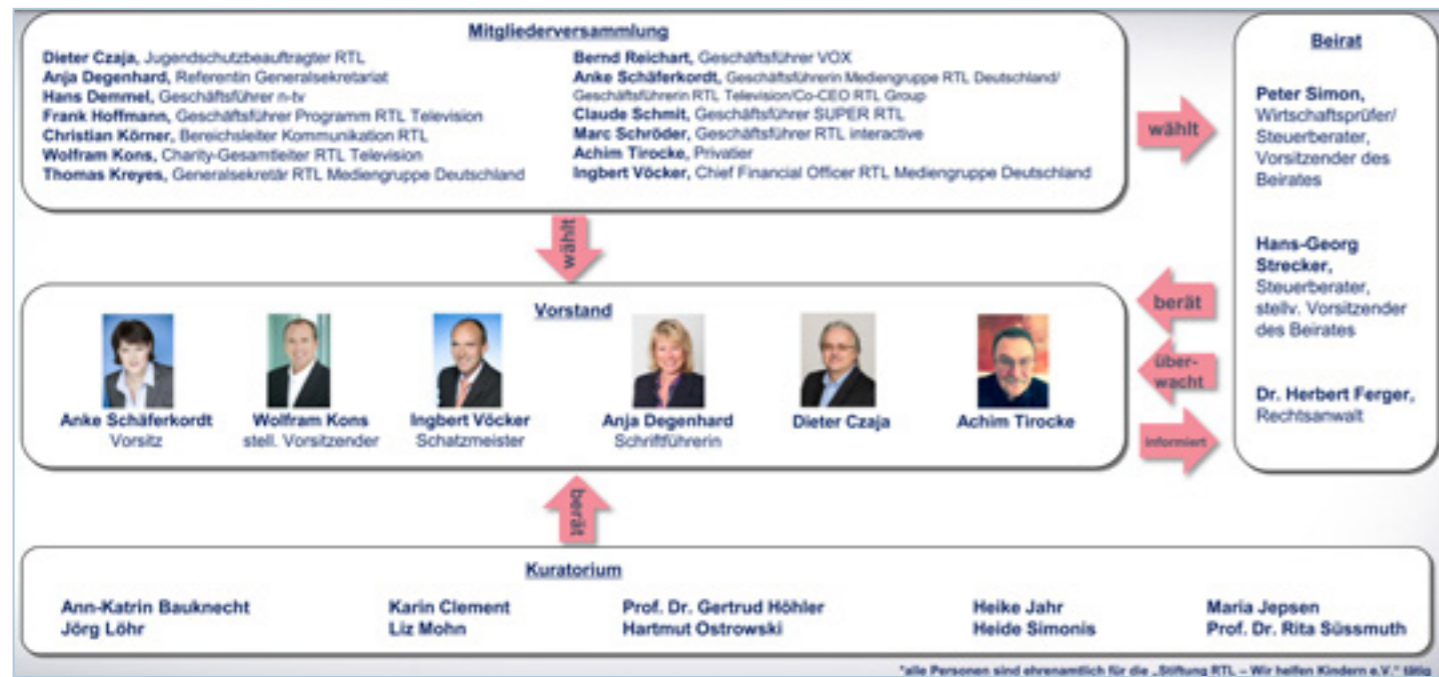 Mitgliederversammlung
Dieter Czaja, Jugendschutzbeauftragter RTL
Anja Degenhard, Referentin Generalsekretariat
Hans Demmel, Geschäftsführer n-tv
Frank Hoffmann, Geschäftsführer Programm RTL Television
Christian Körner, Bereichsleiter Kommunikation RTL
Wolfram Kons, Charity-Gesamtleiter RTL Television
Thomas Kreyes, Generalsekretär RTL Mediengruppe Deutschland
Bernd Reichart, Geschäftsführer VOX
Anke Schäferkordt, Geschäftsführerin Mediengruppe RTL Deutschland/
Geschäftsführerin RTL Television/Co-CEO RTL Group
Claude Schmit, Geschäftsführer SUPER RTL
Marc Schröder, Geschäftsführer RTL interactive
Achim Tirocke, Privatier
Ingbert Vöcker, Chief Financial Officer RTL Mediengruppe Deutschland
wählt
Beirat
Peter Simon,
Wirtschaftsprüfer/
Steuerberater,
Vorsitzender des
Beirates
Hans-Georg
Strecker,
Steuerberater,
stellv. Vorsitzender
des Beirates
Dr. Herbert Ferger,
Rechtsanwalt
wählt
Vorstand
Anke Schäferkordt
Vorsitz
Wolfram Kons
stell. Vorsitzender
Ingbert Vöcker
Schatzmeister
Anja Degenhard
Schriftführerin
Dieter Czaja
Achim Tirocke
berät
über-
wacht
informiert
berät
Kuratorium
Ann-Katrin Bauknecht
Jörg Löhr
Karin Clement
Liz Mohn
Prof. Dr. Gertrud Höhler
Hartmut Ostrowski
Heike Jahr
Heide Simonis
Maria Jepsen
Prof. Dr. Rita Süssmuth
*alle Personen sind ehrenamtlich für die „Stiftung RTL – Wir helfen Kindern e.V." tätig